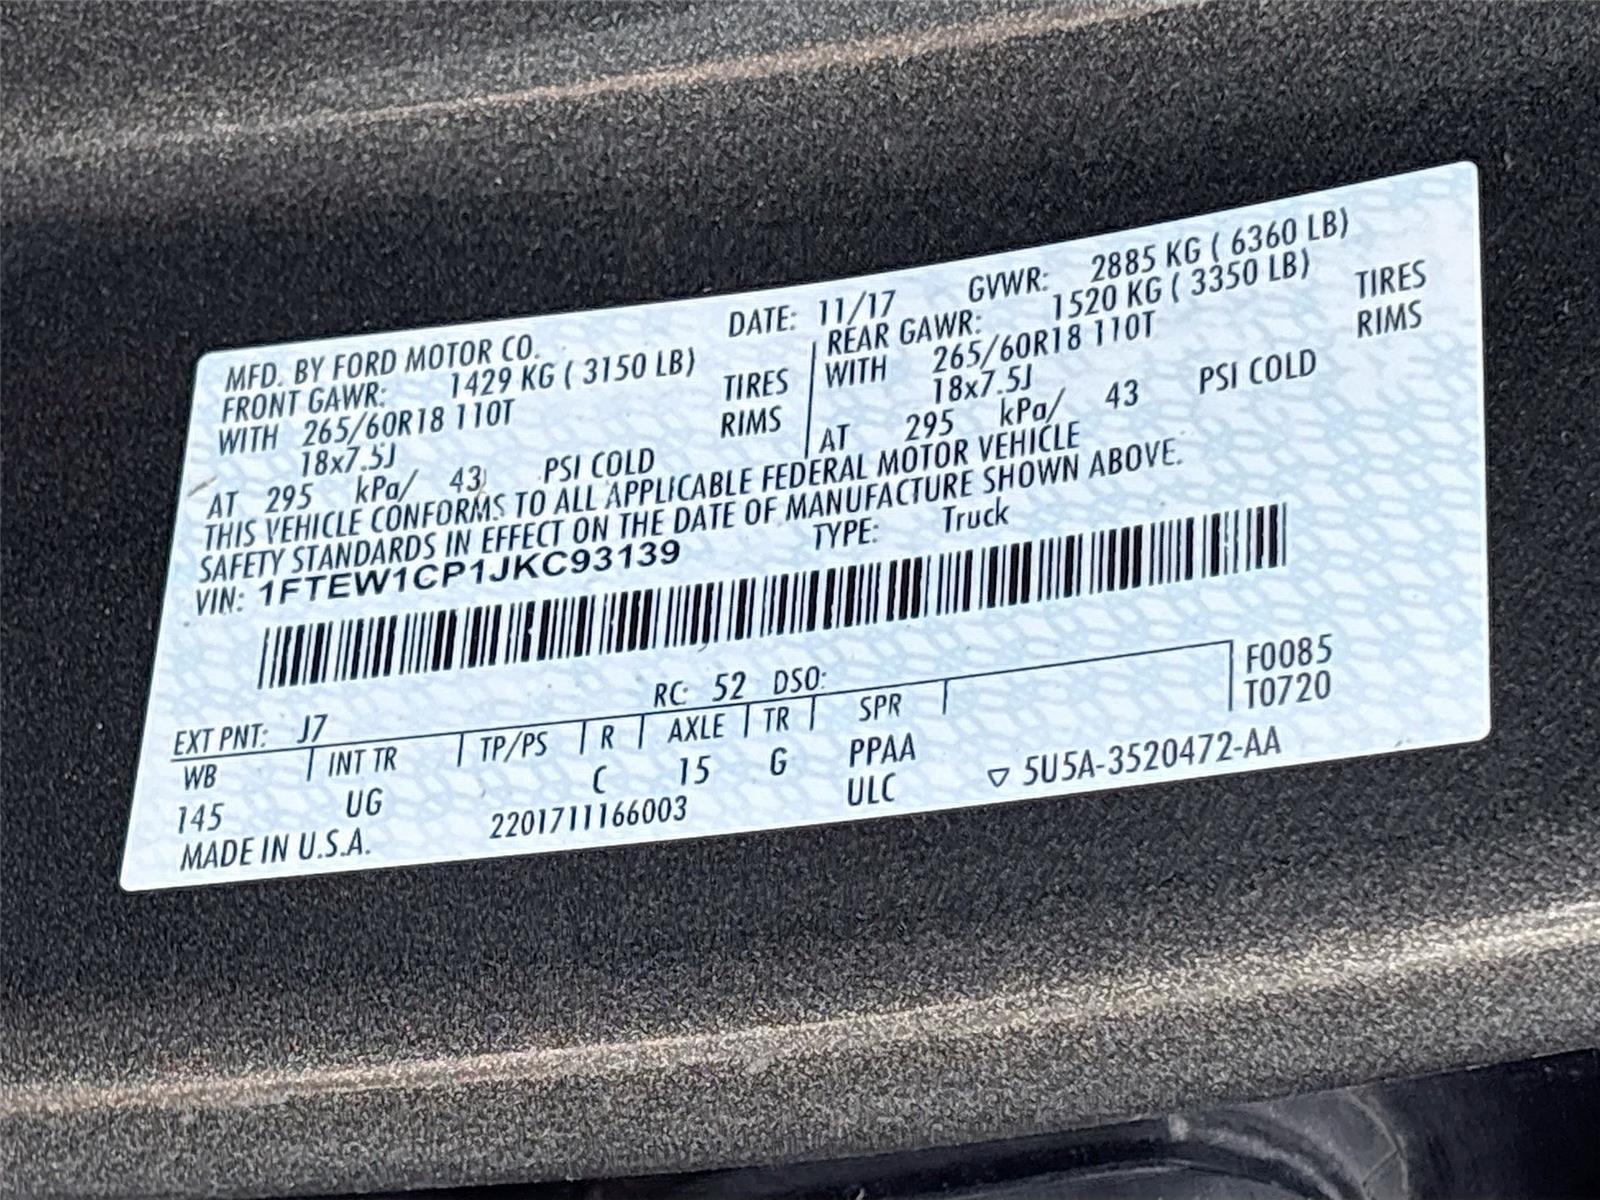 MFD. BY FORD MOTOR CO. DATE: 11/17 GVWR: 2885 KG ( 6360 LB)
FRONT GAWR: 1429 KG ( 3150 LB)
WITH 265/60R18 110T TIRES
18x7.5J RIMS
AT 295 kPa/ 43 PSI COLD
REAR GAWR: 1520 KG ( 3350 LB)
WITH 265/60R18 110T TIRES
18x7.5J RIMS
AT 295 kPa/ 43 PSI COLD
THIS VEHICLE CONFORMS TO ALL APPLICABLE FEDERAL MOTOR VEHICLE
SAFETY STANDARDS IN EFFECT ON THE DATE OF MANUFACTURE SHOWN ABOVE.
VIN: 1FTEW1CP1JKC93139 TYPE: Truck
EXT PNT: J7 RC: 52 DSO:
WB INT TR TP/PS R AXLE TR SPR F0085
145 UG C 15 G PPAA T0720
ULC
MADE IN U.S.A. 2201711166003 5U5A-3520472-AA